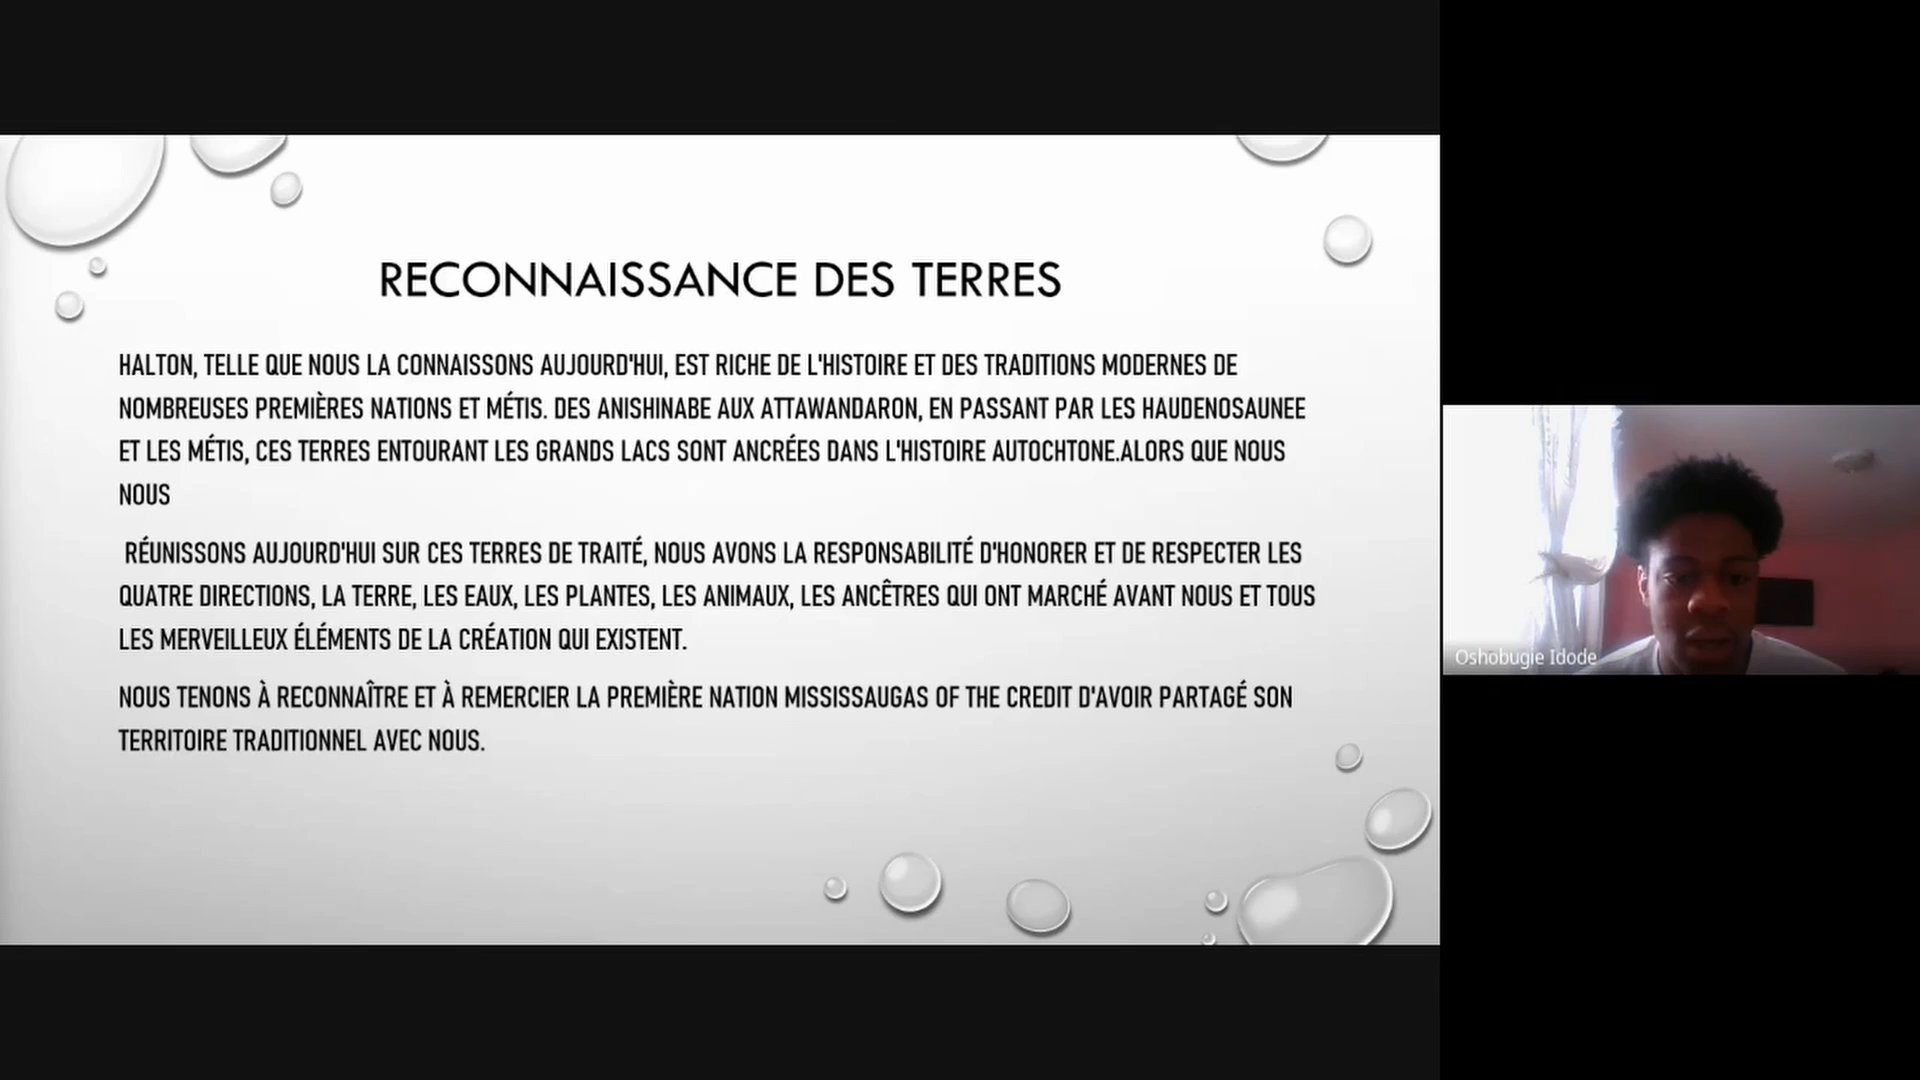 RECONNAISSANCE DES TERRES
HALTON, TELLE QUE NOUS LA CONNAISSONS AUJOURD'HUI, EST RICHE DE L'HISTOIRE ET DES TRADITIONS MODERNES DE
NOMBREUSES PREMIÈRES NATIONS ET MÉTIS. DES ANISHINABE AUX ATTAWANDARON, EN PASSANT PAR LES HAUDENOSAUNEE
ET LES MÉTIS, CES TERRES ENTOURANT LES GRANDS LACS SONT ANCRÉES DANS L'HISTOIRE AUTOCHTONE.ALORS QUE NOUS
NOUS
RÉUNISSONS AUJOURD'HUI SUR CES TERRES DE TRAITÉ, NOUS AVONS LA RESPONSABILITÉ D'HONORER ET DE RESPECTER LES
QUATRE DIRECTIONS, LA TERRE, LES EAUX, LES PLANTES, LES ANIMAUX, LES ANCÊTRES QUI ONT MARCHÉ AVANT NOUS ET TOUS
LES MERVEILLEUX ÉLÉMENTS DE LA CRÉATION QUI EXISTENT.
NOUS TENONS À RECONNAÎTRE ET À REMERCIER LA PREMIÈRE NATION MISSISSAUGAS OF THE CREDIT D'AVOIR PARTAGÉ SON
TERRITOIRE TRADITIONNEL AVEC NOUS.
Oshobugie Idode